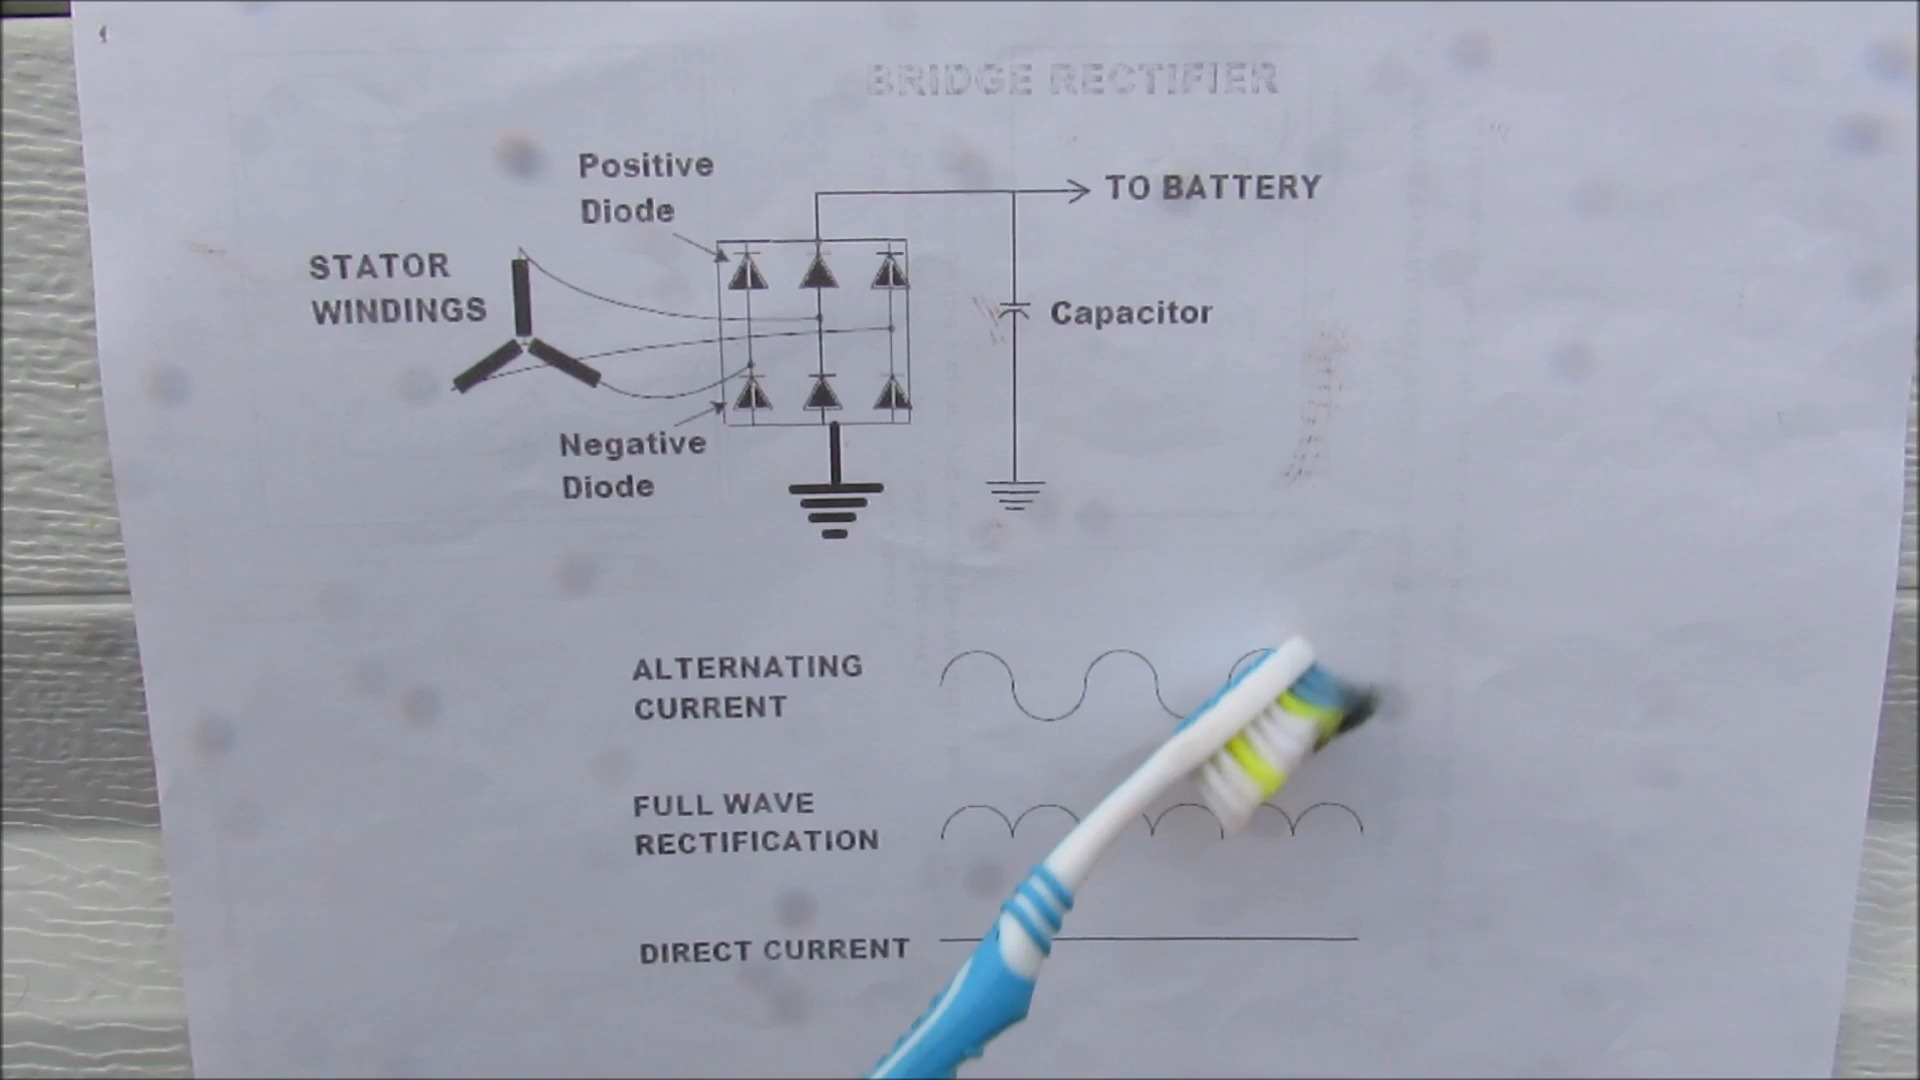 BRIDGE RECTIFIER
Positive
Diode
TO BATTERY
STATOR
WINDINGS
Capacitor
Negative
Diode
ALTERNATING
CURRENT
FULL WAVE
RECTIFICATION
DIRECT CURRENT